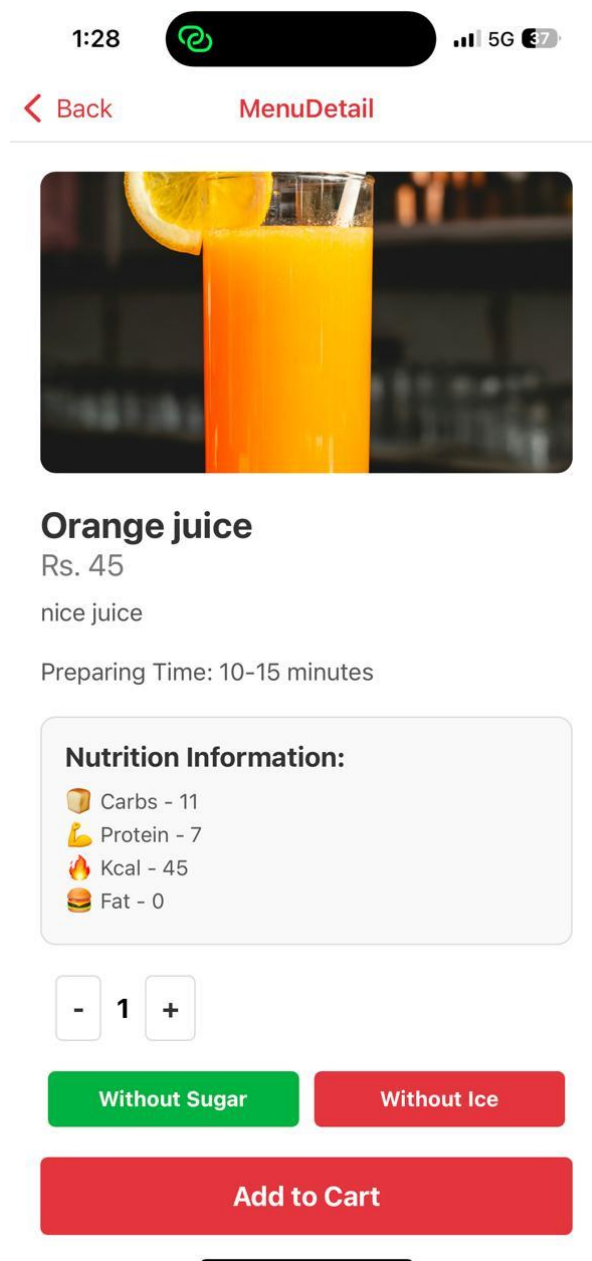 1:28 5G 37
Back MenuDetail
Orange juice
Rs. 45
nice juice
Preparing Time: 10-15 minutes
Nutrition Information:
Carbs - 11
Protein - 7
Kcal - 45
Fat - 0
- 1 +
Without Sugar Without Ice
Add to Cart